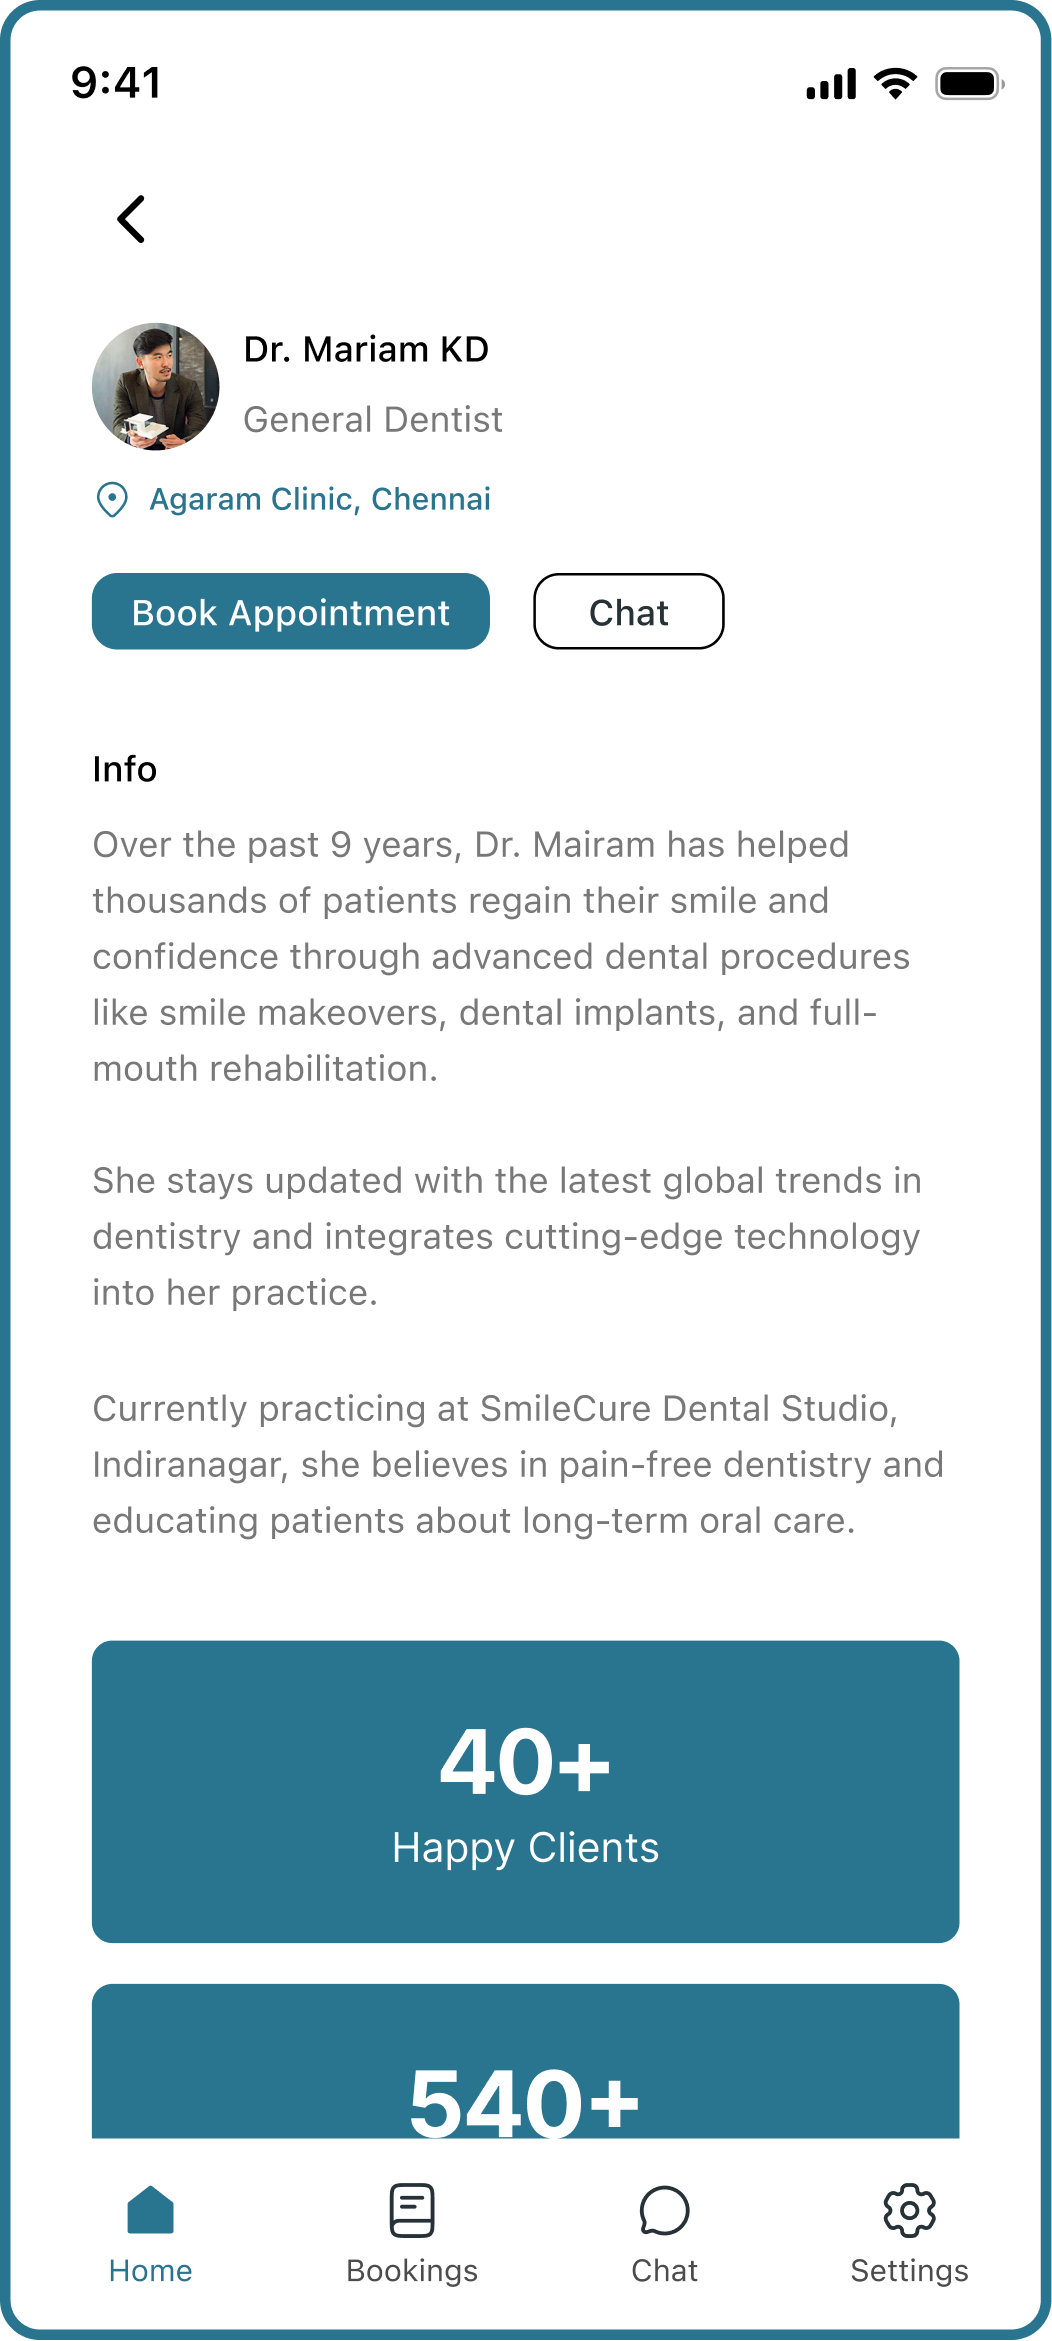 9:41
Dr. Mariam KD
General Dentist
Agaram Clinic, Chennai
Book Appointment
Chat
Info
Over the past 9 years, Dr. Mairam has helped
thousands of patients regain their smile and
confidence through advanced dental procedures
like smile makeovers, dental implants, and full-
mouth rehabilitation.
She stays updated with the latest global trends in
dentistry and integrates cutting-edge technology
into her practice.
Currently practicing at SmileCure Dental Studio,
Indiranagar, she believes in pain-free dentistry and
educating patients about long-term oral care.
40+
Happy Clients
540+
Home
Bookings
Chat
Settings